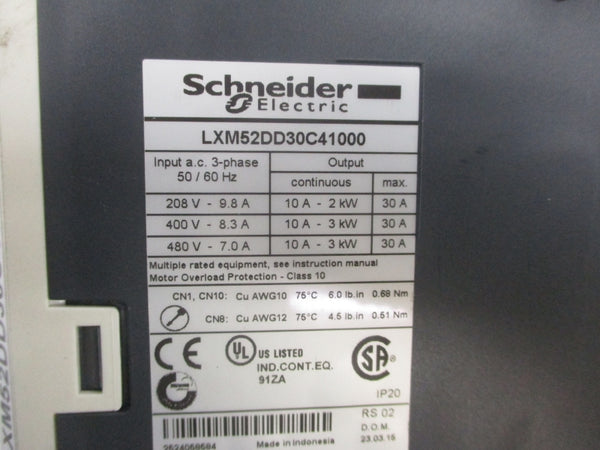 Schneider
Electric
LXM52DD30C41000
Input a.c. 3-phase
50 / 60 Hz
Output
continuous max.
208 V - 9.8 A 10 A - 2 kW 30 A
400 V - 8.3 A 10 A - 3 kW 30 A
480 V - 7.0 A 10 A - 3 kW 30 A
Multiple rated equipment, see instruction manual
Motor Overload Protection - Class 10
CN1, CN10: Cu AWG10 75°C 6.0 lb.in 0.68 Nm
CN8: Cu AWG12 75°C 4.5 lb.in 0.51 Nm
CE
UL US LISTED
IND.CONT.EQ.
91ZA
SA
IP20
RS 02
D.O.M.
23.03.15
Made in Indonesia